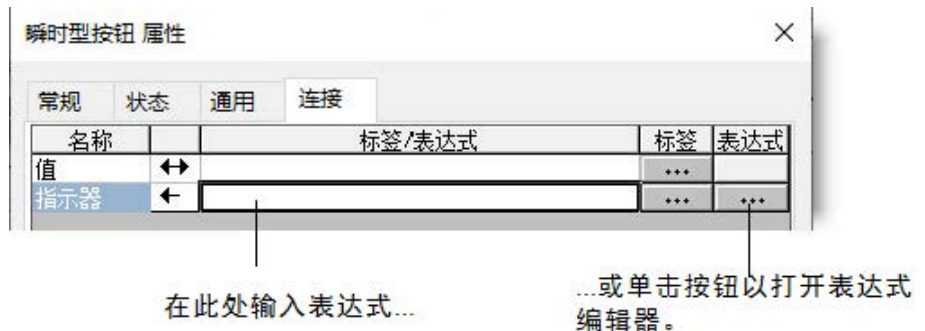 瞬时型按钮 属性
常规 状态 通用 连接
名称 标签/表达式 标签 表达式
值 ...
指示器 ... ...
在此处输入表达式...
...或单击按钮以打开表达式
编辑器。